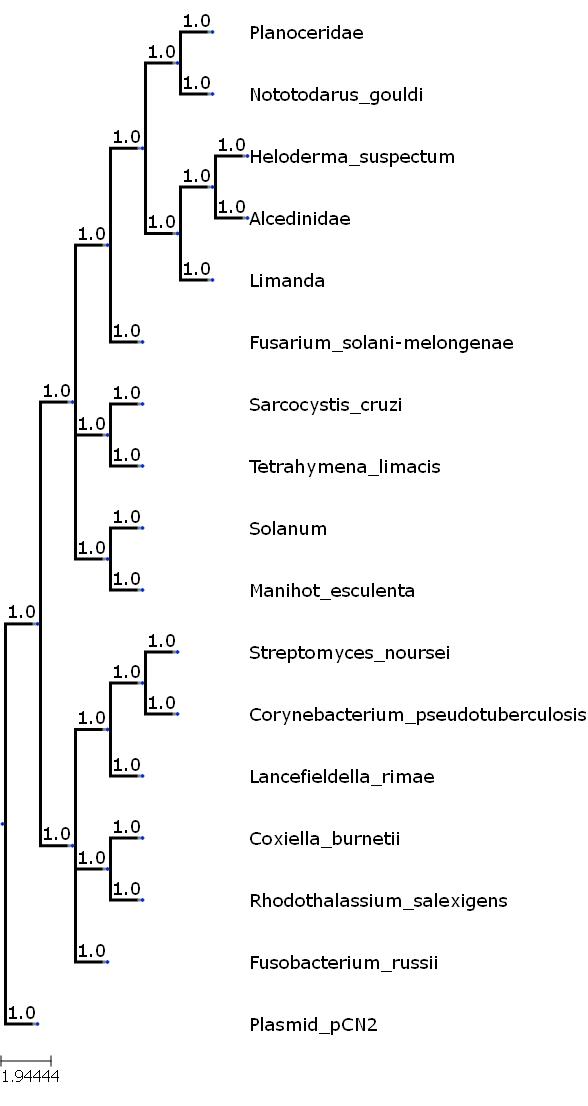 1.0
Planoceridae
1.0
1.0
Nototodarus_gouldi
1.0
1.0
Heloderma_suspectum
1.0
1.0
Alcedinidae
1.0
1.0
1.0
Limanda
1.0
Fusarium_solani-melongenae
1.0
1.0
Sarcocystis_cruzi
1.0
1.0
Tetrahymena_limacis
1.0
Solanum
1.0
1.0
Manihot_esculenta
1.0
1.0
Streptomyces_noursei
1.0
1.0
Corynebacterium_pseudotuberculosis
1.0
1.0
Lancefieldella_rimae
1.0
Coxiella_burnetii
1.0
1.0
1.0
Rhodothalassium_salexigens
1.0
Fusobacterium_russii
1.0
Plasmid_pCN2
1.94444